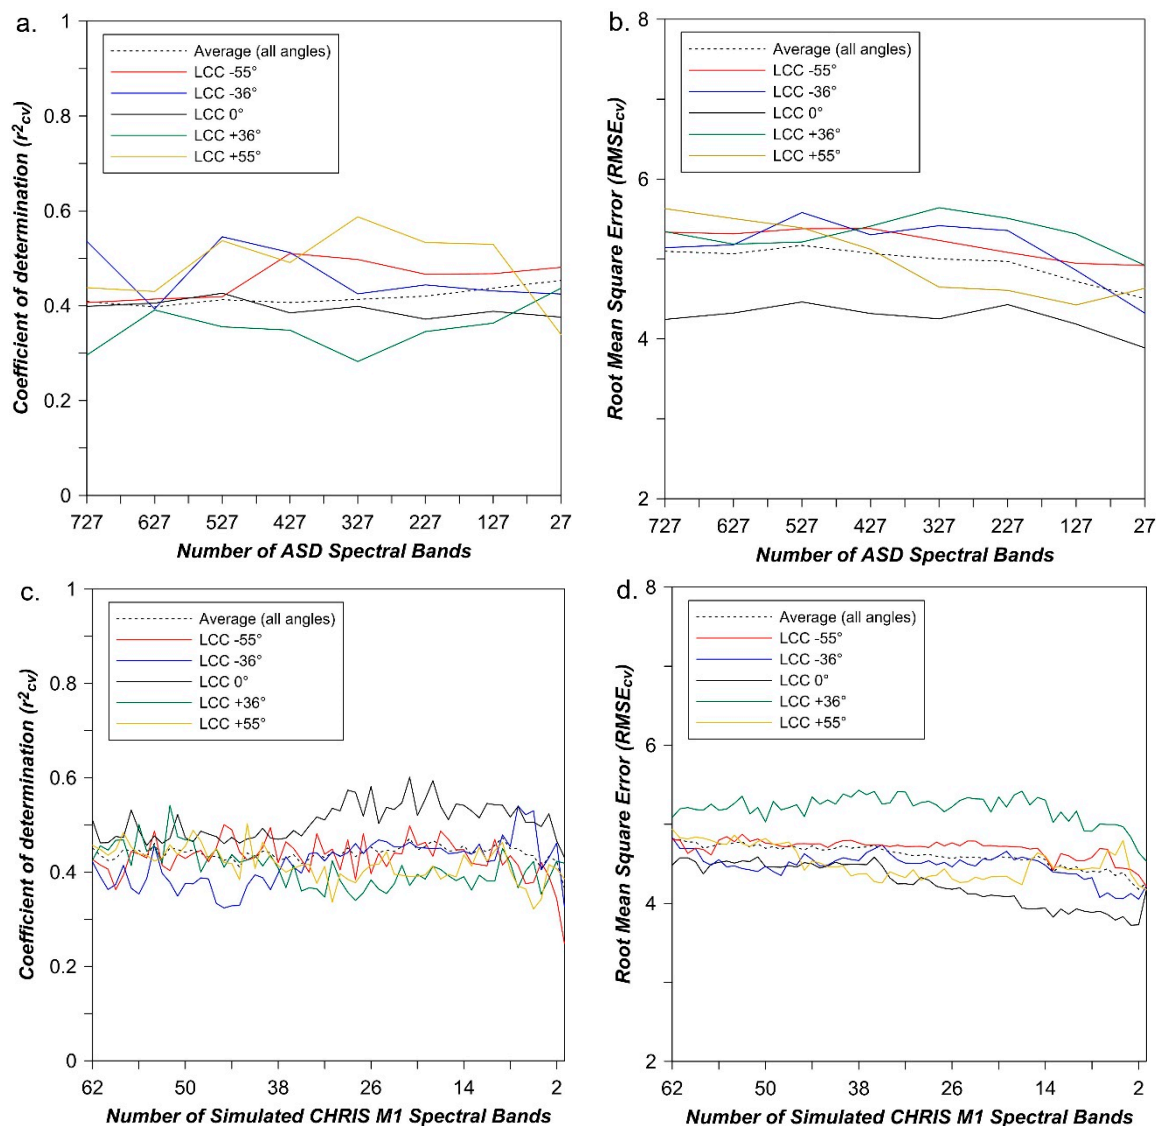 a.
Coefficient of determination (r²cv)
1
0.8
0.6
0.4
0.2
0
Average (all angles)
LCC -55°
LCC -36°
LCC 0°
LCC +36°
LCC +55°
727 627 527 427 327 227 127 27
Number of ASD Spectral Bands
b.
Root Mean Square Error (RMSEcv)
8
6
4
2
Average (all angles)
LCC -55°
LCC -36°
LCC 0°
LCC +36°
LCC +55°
727 627 527 427 327 227 127 27
Number of ASD Spectral Bands
c.
Coefficient of determination (r²cv)
1
0.8
0.6
0.4
0.2
0
Average (all angles)
LCC -55°
LCC -36°
LCC 0°
LCC +36°
LCC +55°
62 50 38 26 14 2
Number of Simulated CHRIS M1 Spectral Bands
d.
Root Mean Square Error (RMSEcv)
8
6
4
2
Average (all angles)
LCC -55°
LCC -36°
LCC 0°
LCC +36°
LCC +55°
62 50 38 26 14 2
Number of Simulated CHRIS M1 Spectral Bands